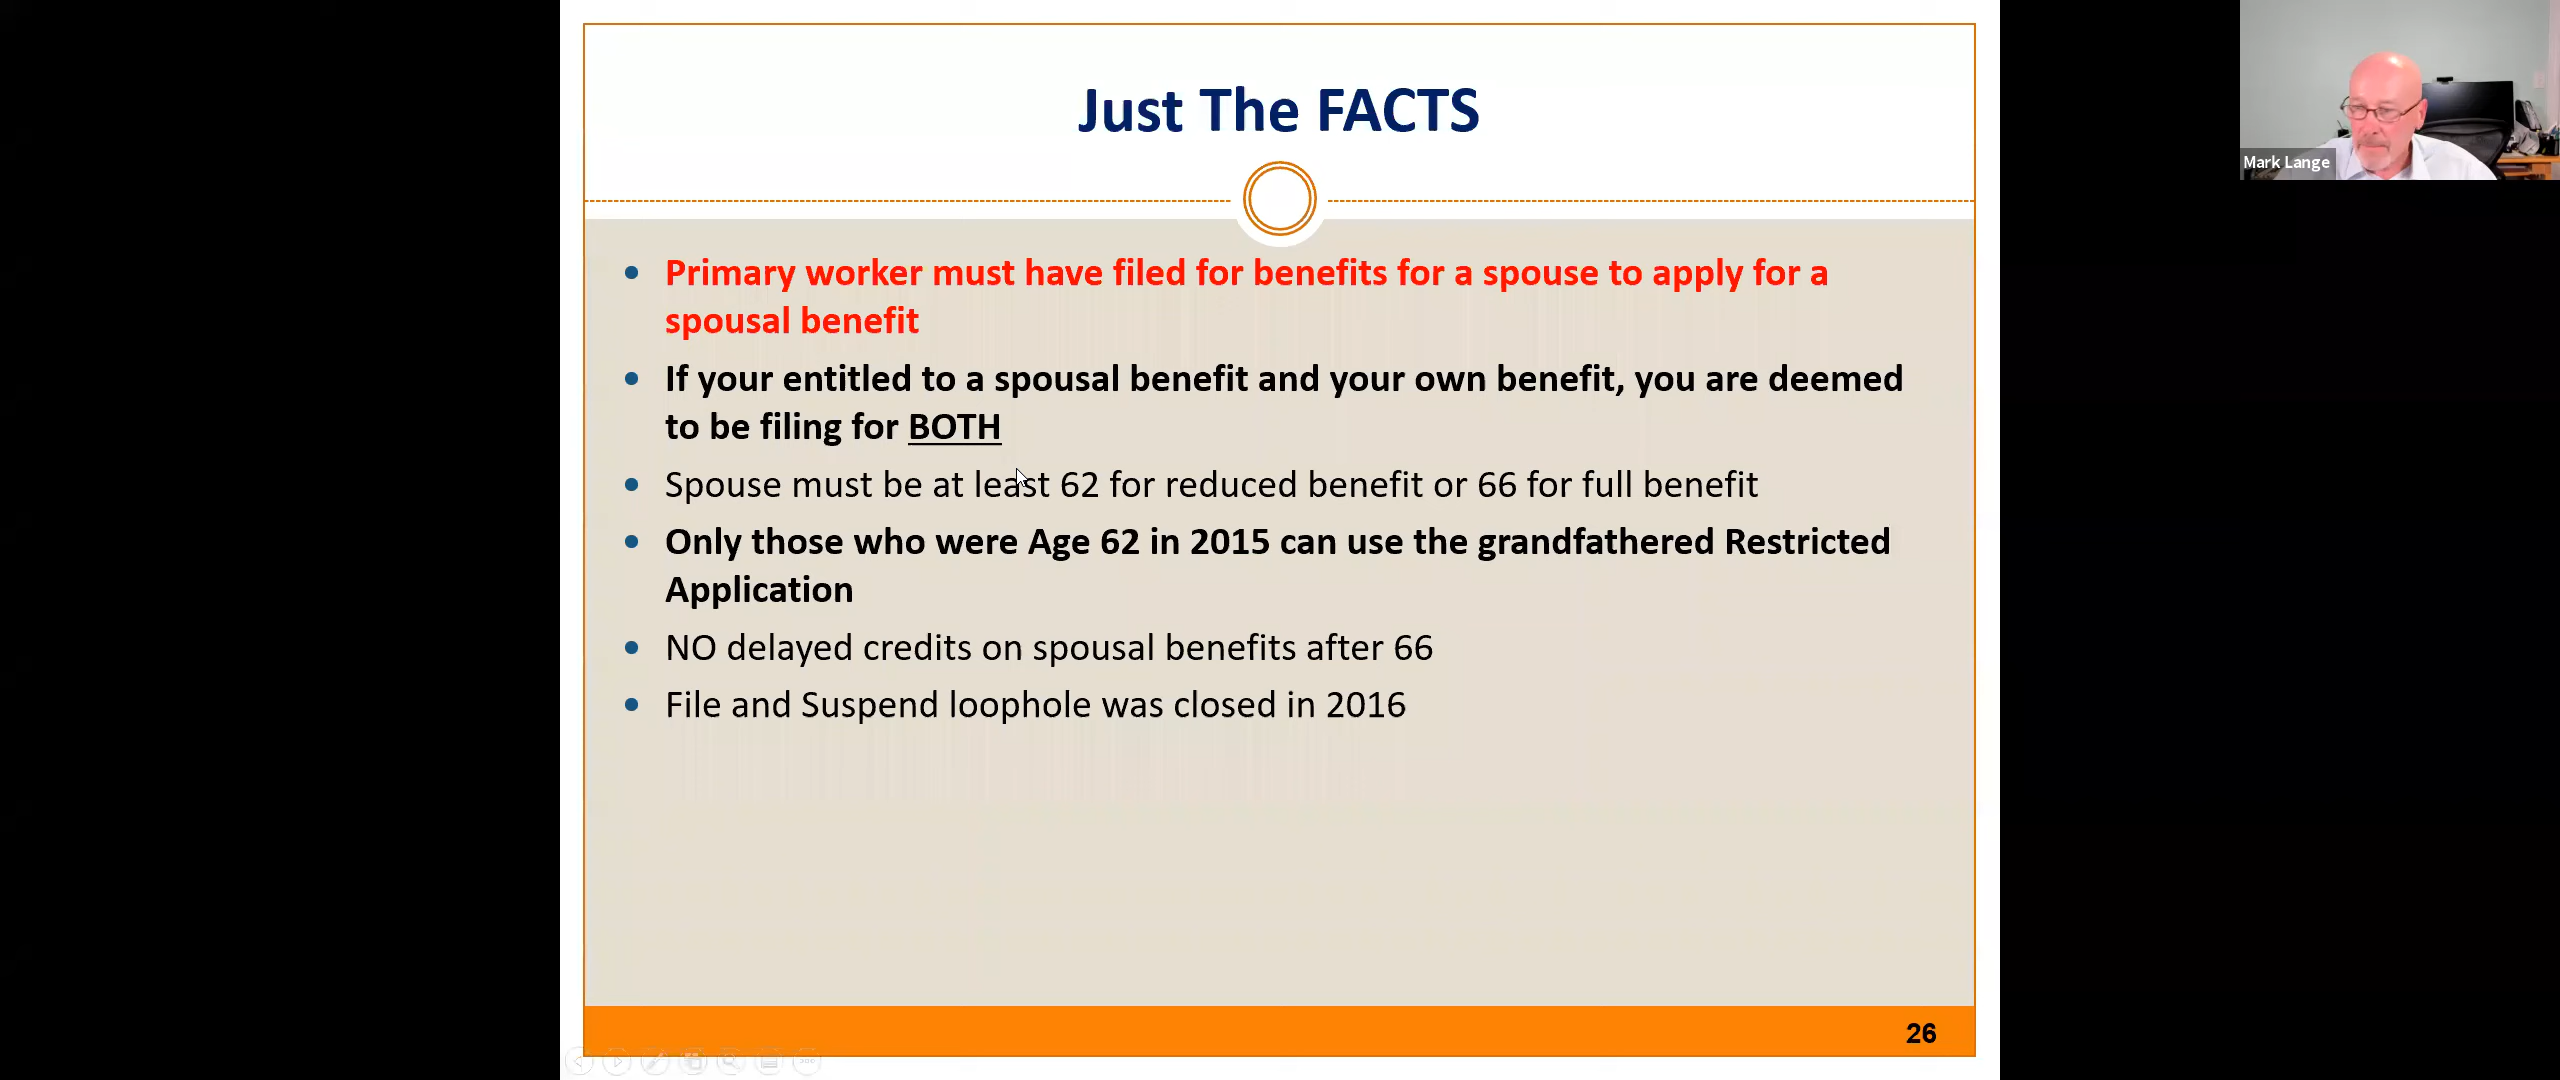 Just The FACTS
Mark Lange
• Primary worker must have filed for benefits for a spouse to apply for a
spousal benefit
• If your entitled to a spousal benefit and your own benefit, you are deemed
to be filing for BOTH
• Spouse must be at least 62 for reduced benefit or 66 for full benefit
• Only those who were Age 62 in 2015 can use the grandfathered Restricted
Application
• NO delayed credits on spousal benefits after 66
• File and Suspend loophole was closed in 2016
26